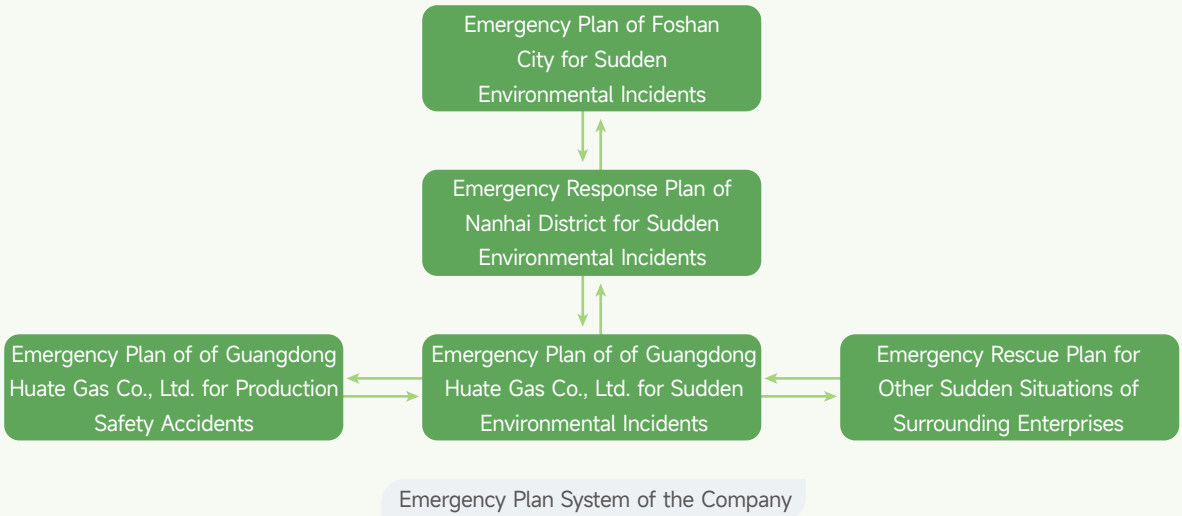 Emergency Plan of Foshan
City for Sudden
Environmental Incidents
Emergency Response Plan of
Nanhai District for Sudden
Environmental Incidents
Emergency Plan of of Guangdong
Huate Gas Co., Ltd. for Production
Safety Accidents
Emergency Plan of of Guangdong
Huate Gas Co., Ltd. for Sudden
Environmental Incidents
Emergency Rescue Plan for
Other Sudden Situations of
Surrounding Enterprises
Emergency Plan System of the Company